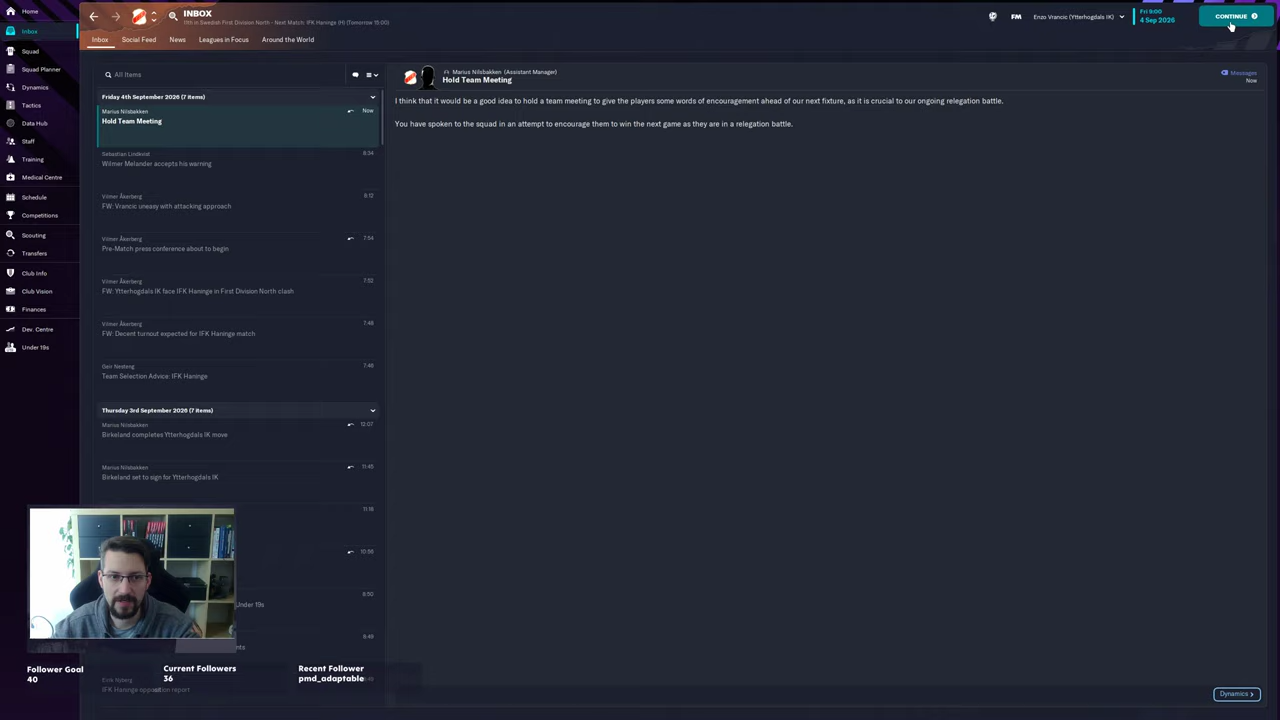 Home
Inbox
Squad
Squad Planner
Dynamics
Tactics
Data Hub
Staff
Training
Medical Centre
Schedule
Competitions
Scouting
Transfers
Club Info
Club Vision
Finances
Dev. Centre
Under 19s
INBOX
in Swedish First Division North - Next Match: IFK Haninge (H) (Tomorrow 15:00)
FM
Enzo Vrancic (Ytterhogdals IK)
Fri 9:00
4 Sep 2026
CONTINUE
Inbox
Social Feed
News
Leagues in Focus
Around the World
All Items
Friday 4th September 2026 (7 items)
Marius Nilsbakken
Now
Hold Team Meeting
Sebastian Lindkvist
8:34
Wilmer Melander accepts his warning
Vilmer Åkerberg
8:12
FW: Vrancic uneasy with attacking approach
Vilmer Åkerberg
7:54
Pre-Match press conference about to begin
Vilmer Åkerberg
7:52
FW: Ytterhogdals IK face IFK Haninge in First Division North clash
Vilmer Åkerberg
7:48
FW: Decent turnout expected for IFK Haninge match
Geir Nesteng
7:46
Team Selection Advice: IFK Haninge
Thursday 3rd September 2026 (7 items)
Marius Nilsbakken
12:07
Birkeland completes Ytterhogdals IK move
Marius Nilsbakken
11:45
Birkeland set to sign for Ytterhogdals IK
11:16
10:56
8:50
Under 19s
8:49
nts
IFK Haninge opposition report
Marius Nilsbakken (Assistant Manager)
Hold Team Meeting
Messages
Now
I think that it would be a good idea to hold a team meeting to give the players some words of encouragement ahead of our next fixture, as it is crucial to our ongoing relegation battle.
You have spoken to the squad in an attempt to encourage them to win the next game as they are in a relegation battle.
Dynamics
Follower Goal
40
Current Followers
36
Recent Follower
pmd_adaptable